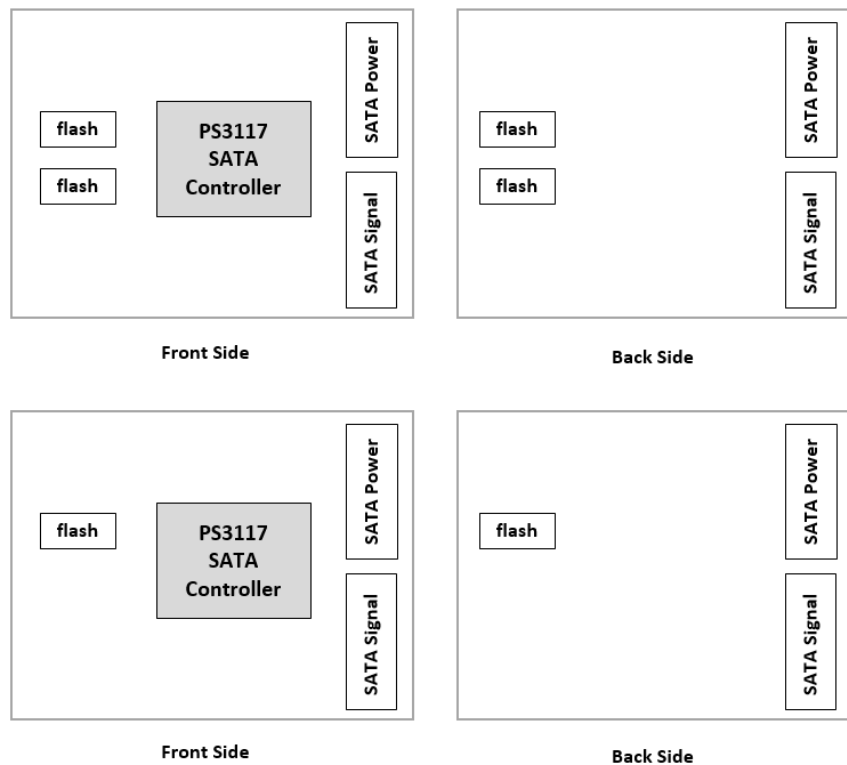 SATA Power
flash
PS3117
SATA
Controller
flash
SATA Signal
Front Side
SATA Power
flash
flash
SATA Signal
Back Side
SATA Power
flash
PS3117
SATA
Controller
SATA Signal
Front Side
SATA Power
flash
SATA Signal
Back Side